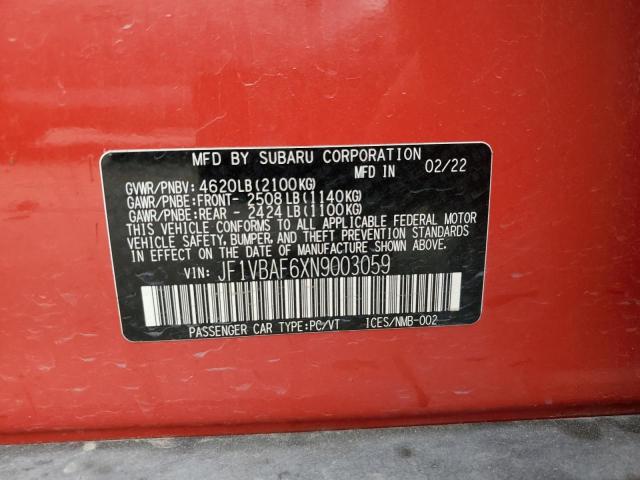 MFD BY SUBARU CORPORATION
MFD IN 02/22
GVWR/PNBV: 4620LB(2100KG)
GAWR/PNBE:FRONT- 2508LB(1140KG)
GAWR/PNBE:REAR - 2424LB(1100KG)
THIS VEHICLE CONFORMS TO ALL APPLICABLE FEDERAL MOTOR
VEHICLE SAFETY, BUMPER, AND THEFT PREVENTION STANDARDS
IN EFFECT ON THE DATE OF MANUFACTURE SHOWN ABOVE.
VIN: JF1VBAF6XN9003059
PASSENGER CAR TYPE:PC/VT ICES/NMB-002